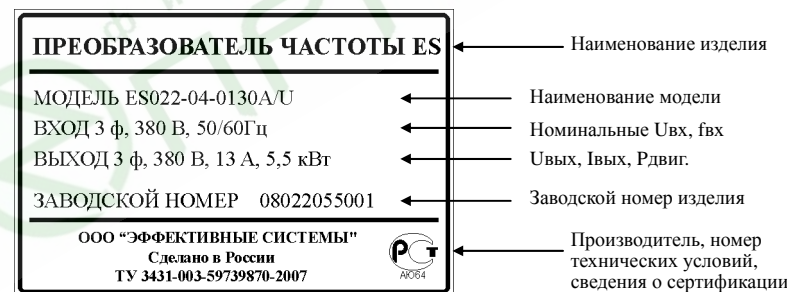 ПРЕОБРАЗОВАТЕЛЬ ЧАСТОТЫ ES
Наименование изделия
МОДЕЛЬ ES022-04-0130A/U
Наименование модели
ВХОД 3 ф, 380 В, 50/60Гц
Номинальные Uвх, fвх
ВЫХОД 3 ф, 380 В, 13 А, 5,5 кВт
Uвых, Iвых, Pдвиг.
ЗАВОДСКОЙ НОМЕР 08022055001
Заводской номер изделия
ООО "ЭФФЕКТИВНЫЕ СИСТЕМЫ"
Сделано в России
ТУ 3431-003-59739870-2007
РСТ
АЮ64
Производитель, номер
технических условий,
сведения о сертификации